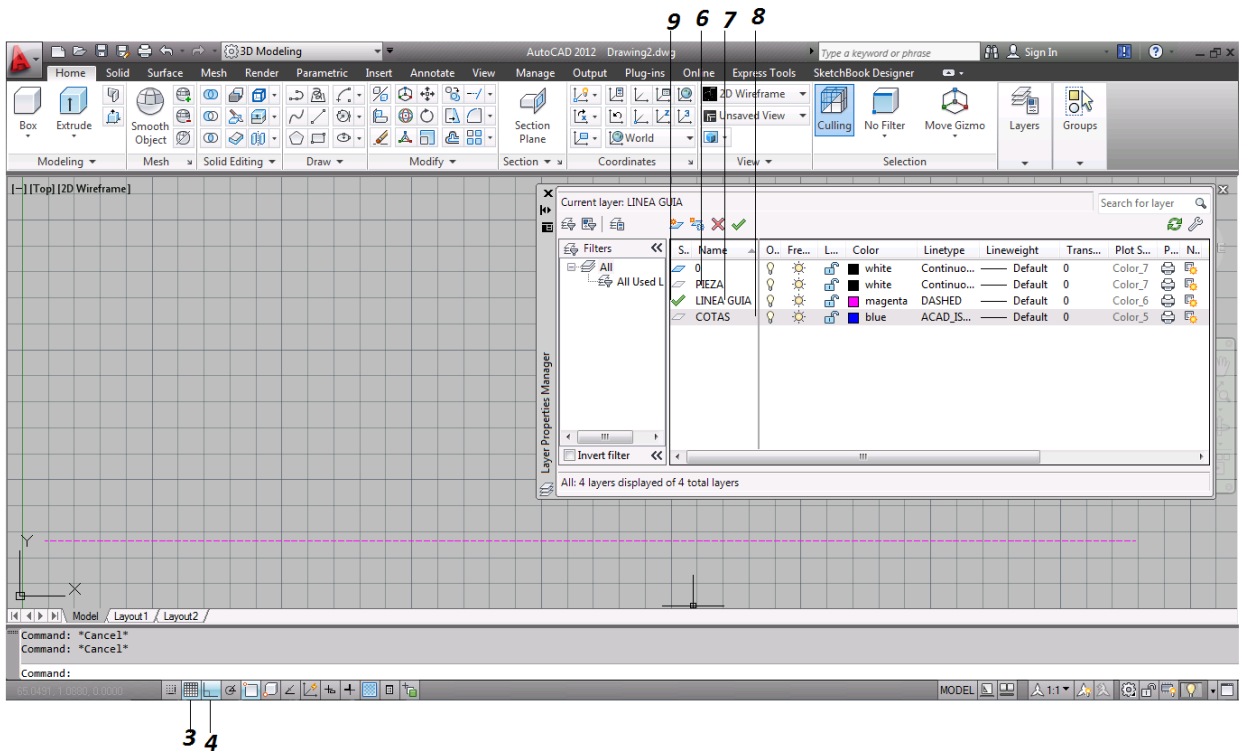 9 6 7 8
3D Modeling AutoCAD 2012 Drawing2.dwg Type a keyword or phrase Sign In
Home Solid Surface Mesh Render Parametric Insert Annotate View Manage Output Plug-ins Online Express Tools SketchBook Designer
2D Wireframe
Unsaved View
Box Extrude Smooth Object Section Plane World Culling No Filter Move Gizmo Layers Groups
Modeling Mesh Solid Editing Draw Modify Section Coordinates View Selection
[−] [Top] [2D Wireframe]
Current layer: LINEA GUIA Search for layer
Filters S.. Name O.. Fre... L... Color Linetype Lineweight Trans... Plot S... P... N..
All 0 white Continuo... Default 0 Color_7
All Used L PIEZA white Continuo... Default 0 Color_7
LINEA GUIA magenta DASHED Default 0 Color_6
COTAS blue ACAD_IS... Default 0 Color_5
Layer Properties Manager
Invert filter
All: 4 layers displayed of 4 total layers
Y
X
Model Layout1 Layout2
Command: *Cancel*
Command: *Cancel*
Command:
65.0491, 1.0880, 0.0000 MODEL 1:1
3 4